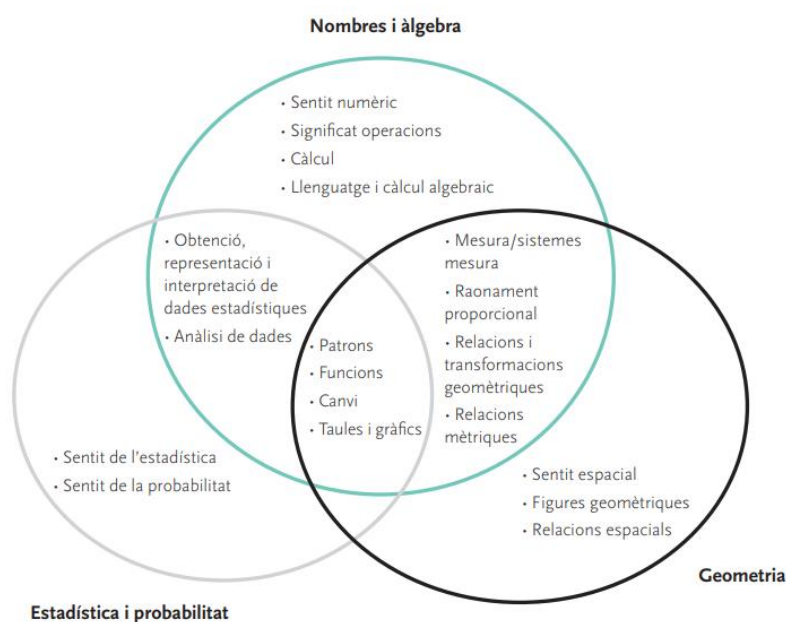 Nombres i àlgebra
• Sentit numèric
• Significat operacions
• Càlcul
• Llenguatge i càlcul algebraic
• Obtenció,
representació i
interpretació de
dades estadístiques
• Anàlisi de dades
• Mesura/sistemes
mesura
• Raonament
proporcional
• Relacions i
transformacions
geomètriques
• Relacions
mètriques
• Patrons
• Funcions
• Canvi
• Taules i gràfics
• Sentit de l'estadística
• Sentit de la probabilitat
• Sentit espacial
• Figures geomètriques
• Relacions espacials
Geometria
Estadística i probabilitat